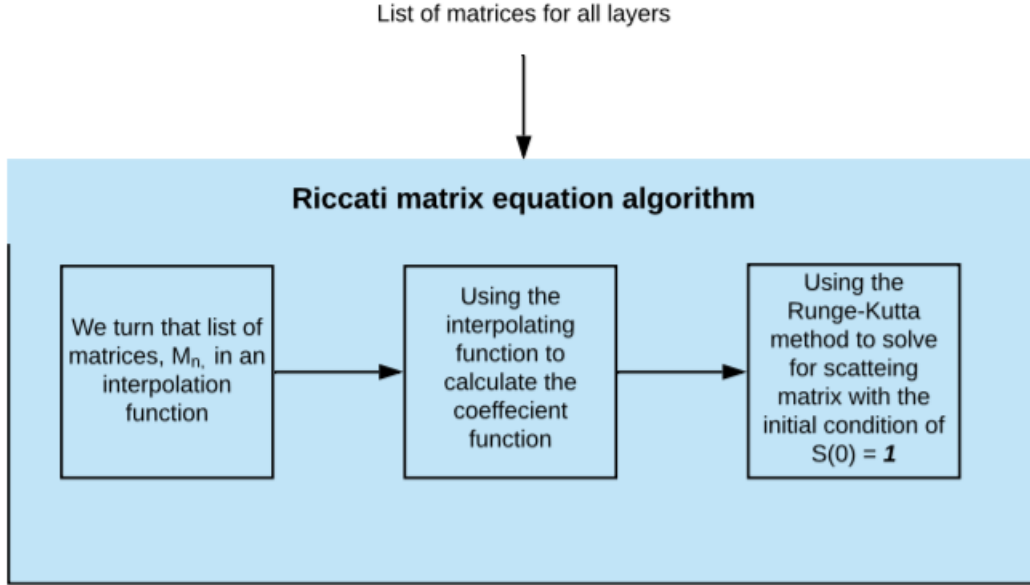 List of matrices for all layers
Riccati matrix equation algorithm
We turn that list of
matrices, Mn, in an
interpolation
function
Using the
interpolating
function to
calculate the
coeffecient
function
Using the
Runge-Kutta
method to solve
for scatteing
matrix with the
initial condition of
S(0) = 1